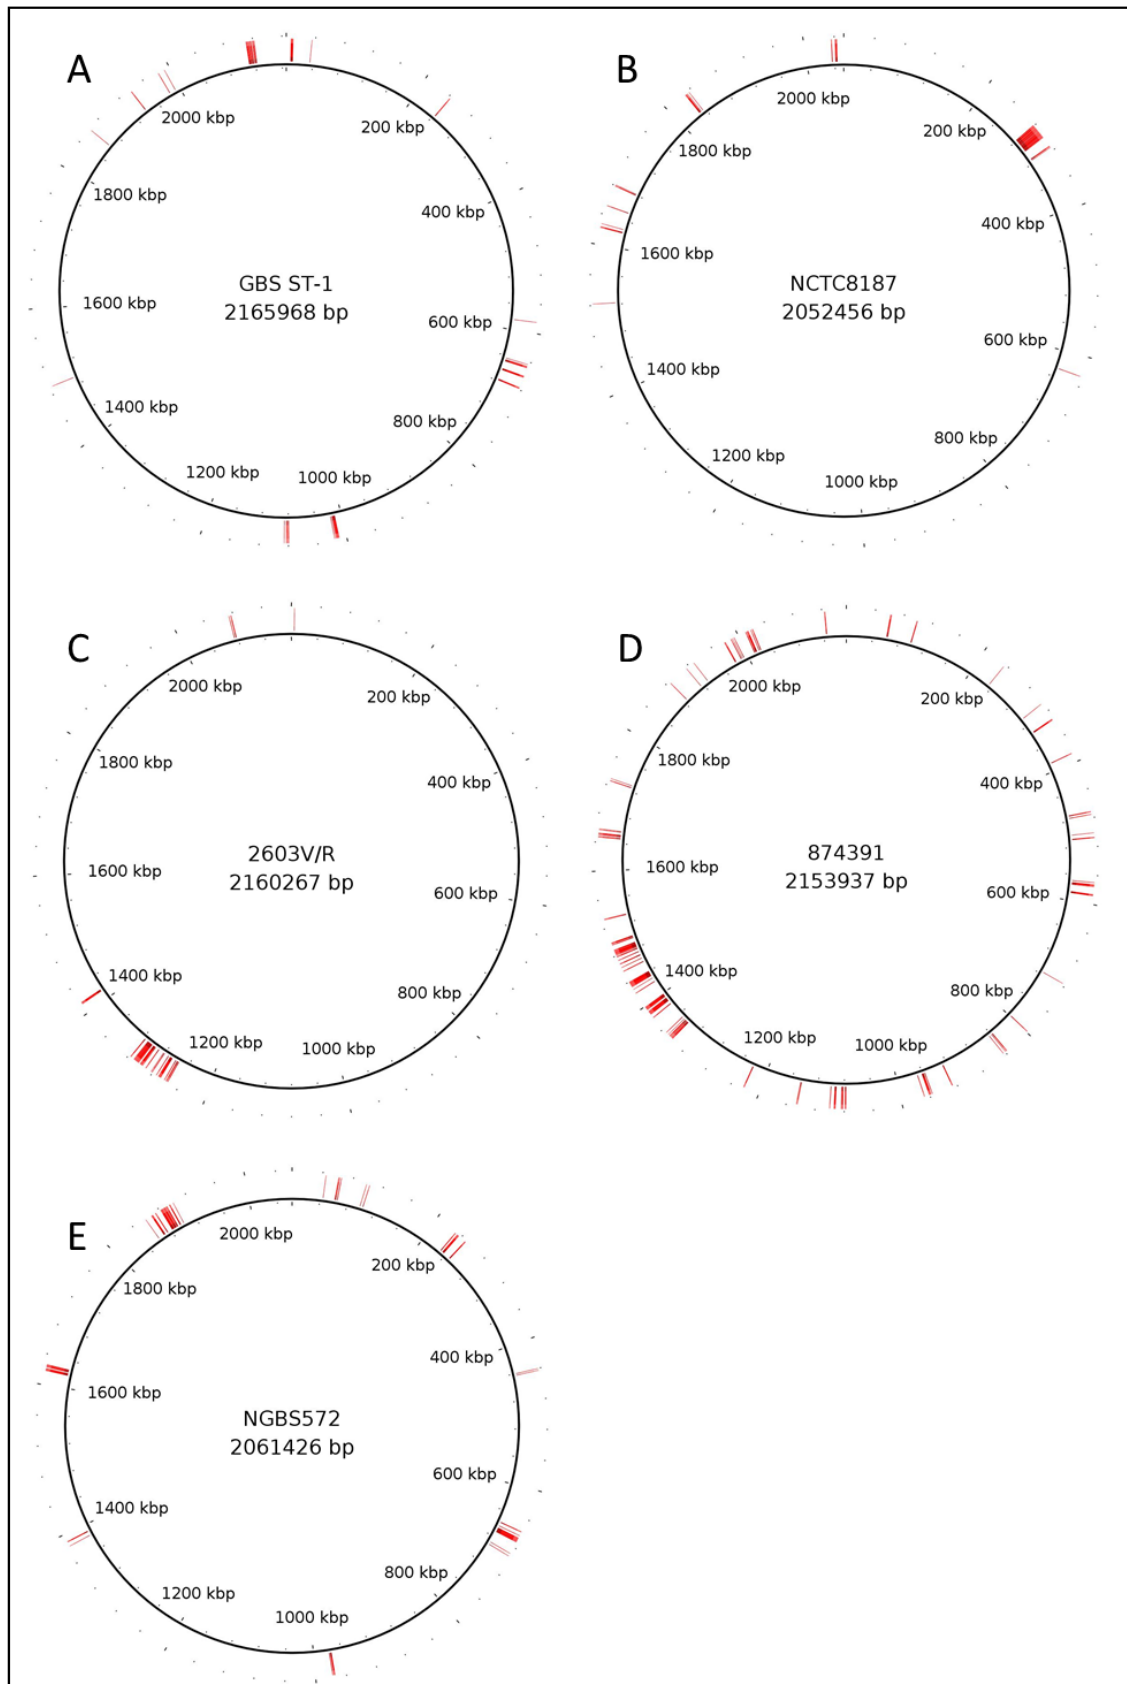 A
2000 kbp
200 kbp
1800 kbp
400 kbp
GBS ST-1
2165968 bp
1600 kbp
600 kbp
1400 kbp
800 kbp
1200 kbp
1000 kbp
B
2000 kbp
200 kbp
1800 kbp
400 kbp
1600 kbp
NCTC8187
2052456 bp
600 kbp
1400 kbp
800 kbp
1200 kbp
1000 kbp
C
2000 kbp
200 kbp
1800 kbp
400 kbp
2603V/R
2160267 bp
1600 kbp
600 kbp
1400 kbp
800 kbp
1200 kbp
1000 kbp
D
2000 kbp
200 kbp
1800 kbp
400 kbp
874391
2153937 bp
1600 kbp
600 kbp
1400 kbp
800 kbp
1200 kbp
1000 kbp
E
2000 kbp
200 kbp
1800 kbp
400 kbp
1600 kbp
NGBS572
2061426 bp
600 kbp
1400 kbp
800 kbp
1200 kbp
1000 kbp